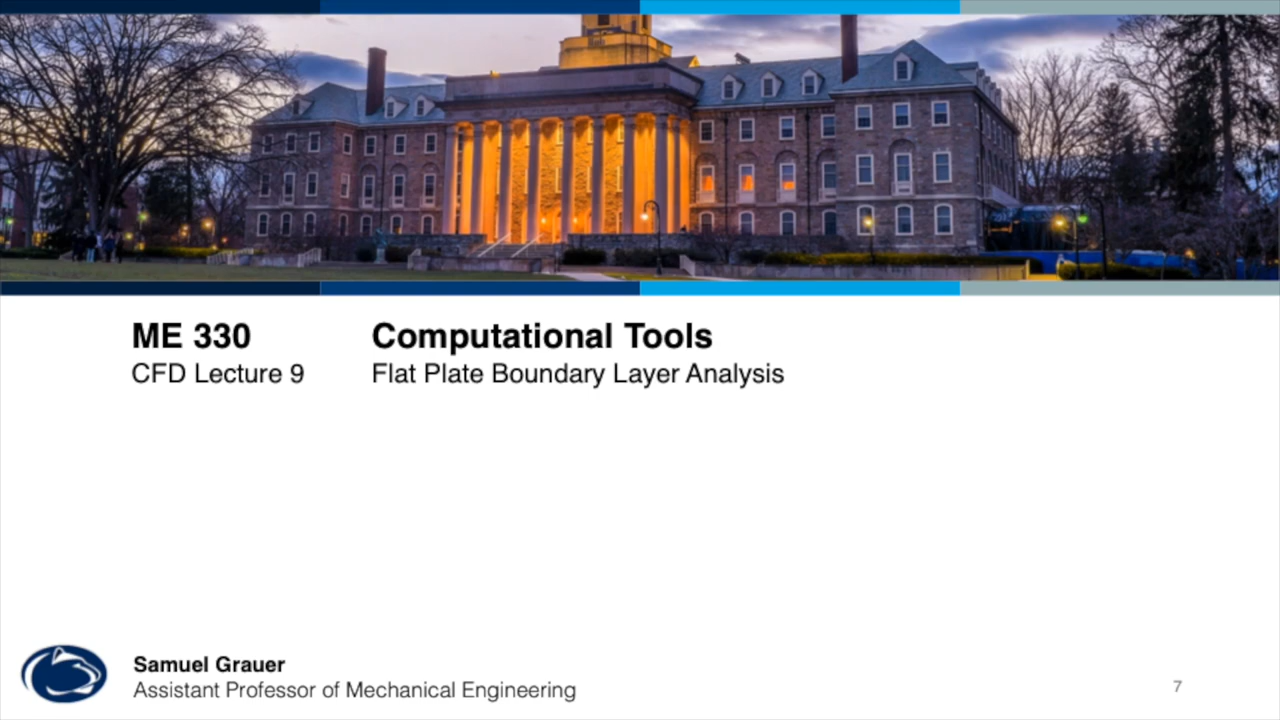 ME 330
CFD Lecture 9
Computational Tools
Flat Plate Boundary Layer Analysis
Samuel Grauer
Assistant Professor of Mechanical Engineering
7